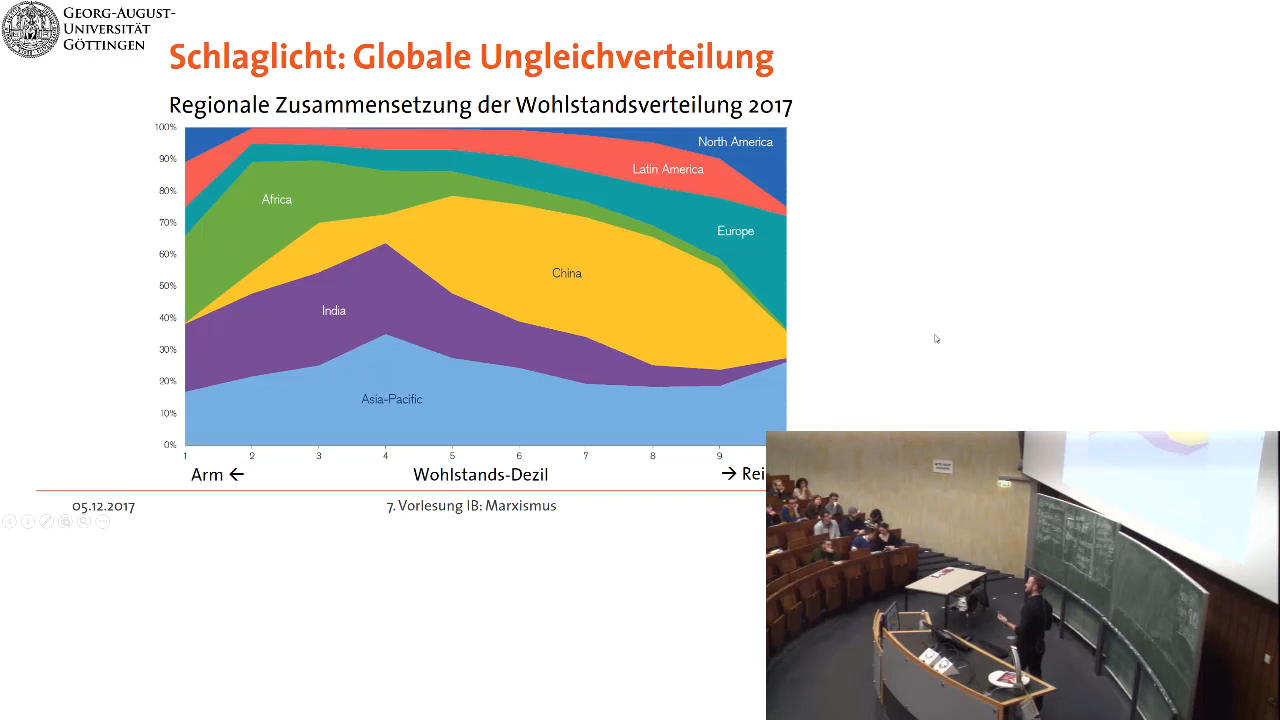 GEORG-AUGUST-
UNIVERSITÄT
GÖTTINGEN
Schlaglicht: Globale Ungleichverteilung
Regionale Zusammensetzung der Wohlstandsverteilung 2017
100%
90%
80%
70%
60%
50%
40%
30%
20%
10%
0%
North America
Latin America
Africa
Europe
China
India
Asia-Pacific
1 2 3 4 5 6 7 8 9
Arm ← Wohlstands-Dezil → Rei
05.12.2017 7. Vorlesung IB: Marxismus